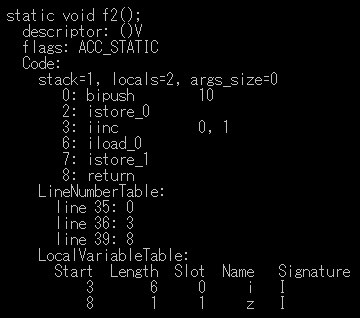 static void f2();
  descriptor: ()V
  flags: ACC_STATIC
  Code:
    stack=1, locals=2, args_size=0
       0: bipush        10
       2: istore_0
       3: iinc          0, 1
       6: iload_0
       7: istore_1
       8: return
    LineNumberTable:
      line 35: 0
      line 36: 3
      line 39: 8
    LocalVariableTable:
      Start  Length  Slot  Name   Signature
          3       6     0     i   I
          8       1     1     z   I